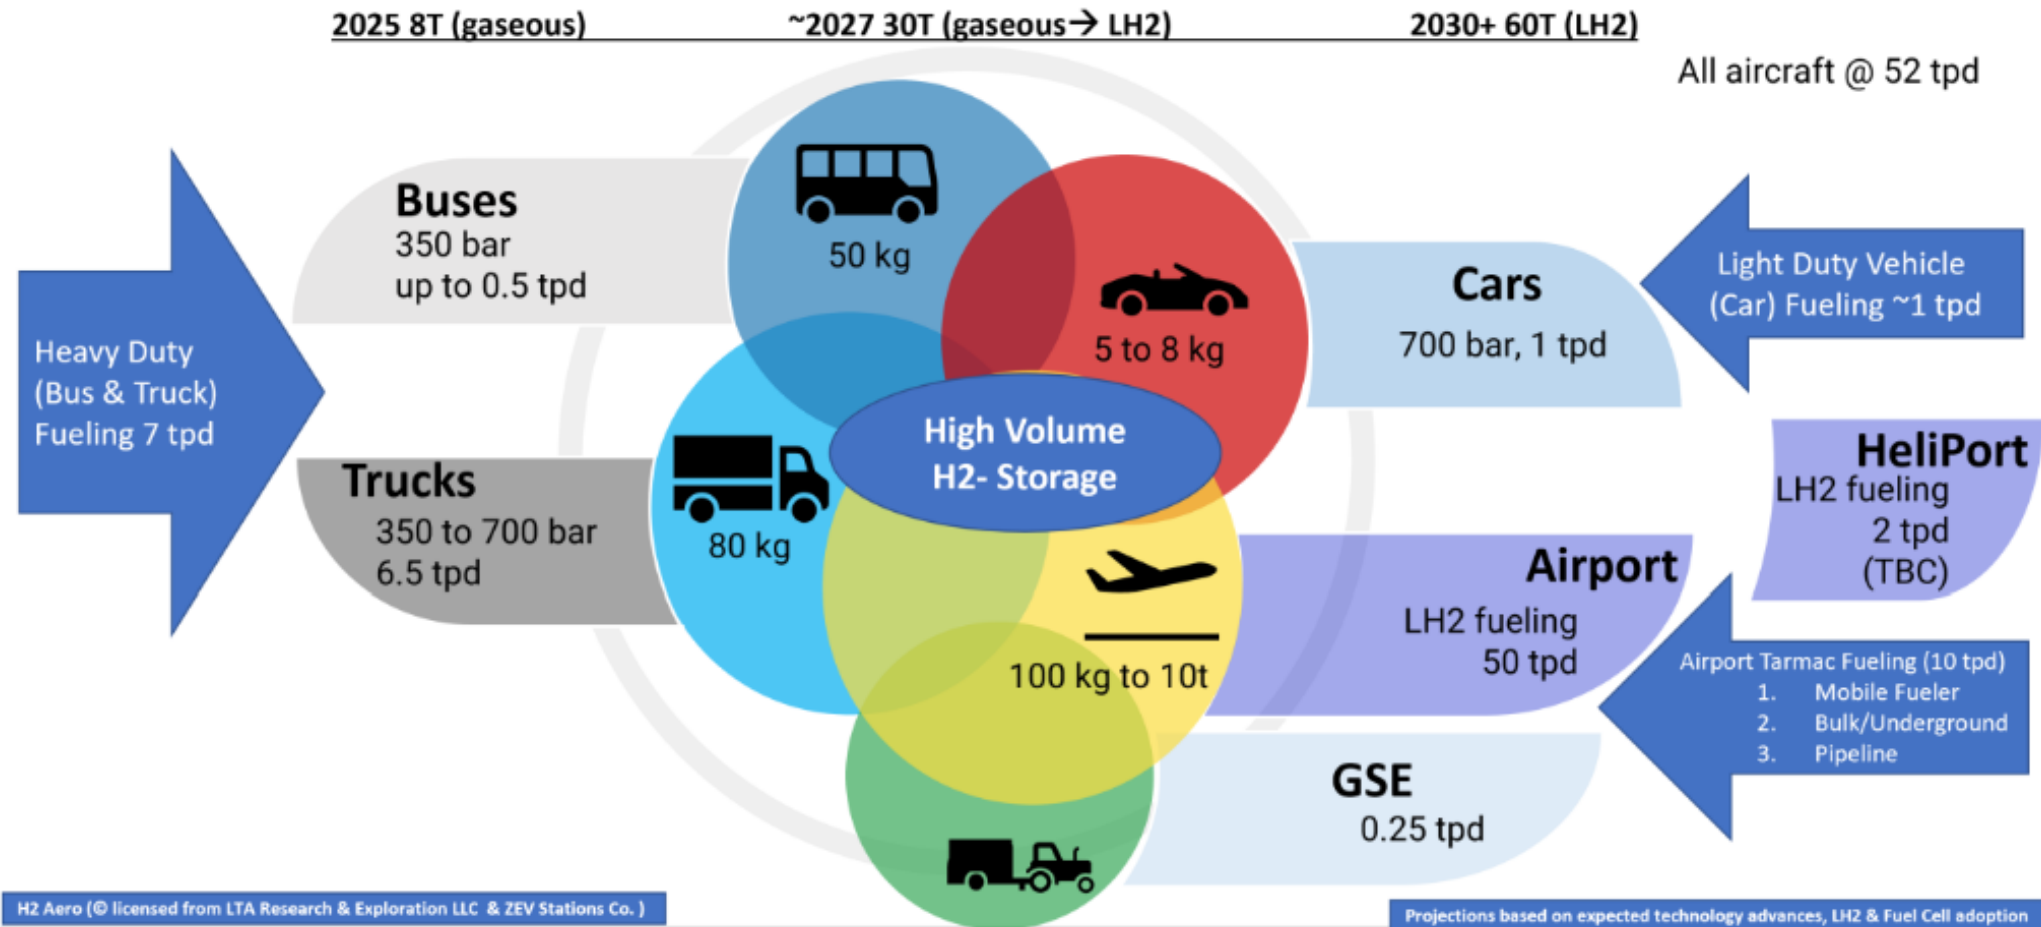 2025 8T (gaseous)
~2027 30T (gaseous→ LH2)
2030+ 60T (LH2)
All aircraft @ 52 tpd
Buses
350 bar
up to 0.5 tpd
50 kg
5 to 8 kg
Cars
700 bar, 1 tpd
Light Duty Vehicle
(Car) Fueling ~1 tpd
Heavy Duty
(Bus & Truck)
Fueling 7 tpd
High Volume
H2- Storage
Trucks
350 to 700 bar
6.5 tpd
80 kg
HeliPort
LH2 fueling
2 tpd
(TBC)
Airport
LH2 fueling
50 tpd
100 kg to 10t
Airport Tarmac Fueling (10 tpd)
1. Mobile Fueler
2. Bulk/Underground
3. Pipeline
GSE
0.25 tpd
H2 Aero (© licensed from LTA Research & Exploration LLC & ZEV Stations Co. )
Projections based on expected technology advances, LH2 & Fuel Cell adoption